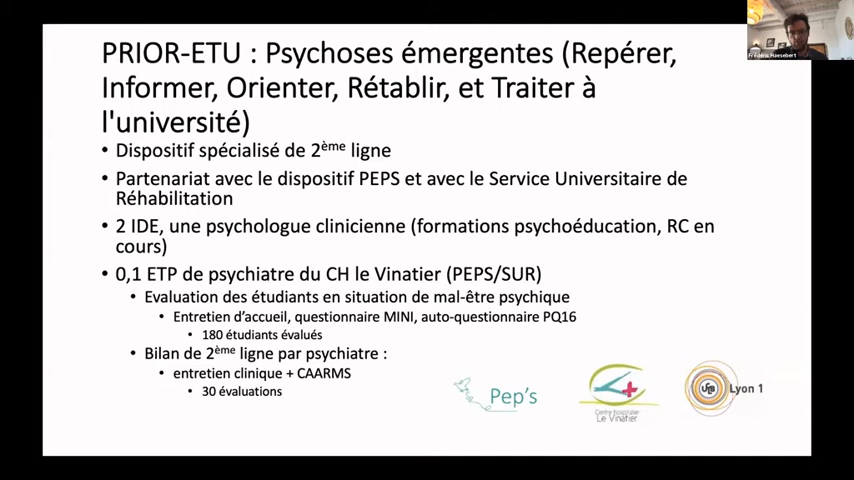 PRIOR-ETU : Psychoses émergentes (Repérer,
Informer, Orienter, Rétablir, et Traiter à
l'université)
• Dispositif spécialisé de 2ème ligne
• Partenariat avec le dispositif PEPS et avec le Service Universitaire de
Réhabilitation
• 2 IDE, une psychologue clinicienne (formations psychoéducation, RC en
cours)
• 0,1 ETP de psychiatre du CH le Vinatier (PEPS/SUR)
• Evaluation des étudiants en situation de mal-être psychique
• Entretien d'accueil, questionnaire MINI, auto-questionnaire PQ16
• 180 étudiants évalués
• Bilan de 2ème ligne par psychiatre :
• entretien clinique + CAARMS
• 30 évaluations
Pep's
Centre hospitalier
Le Vinatier
Lyon 1
Frédéric Haesebert